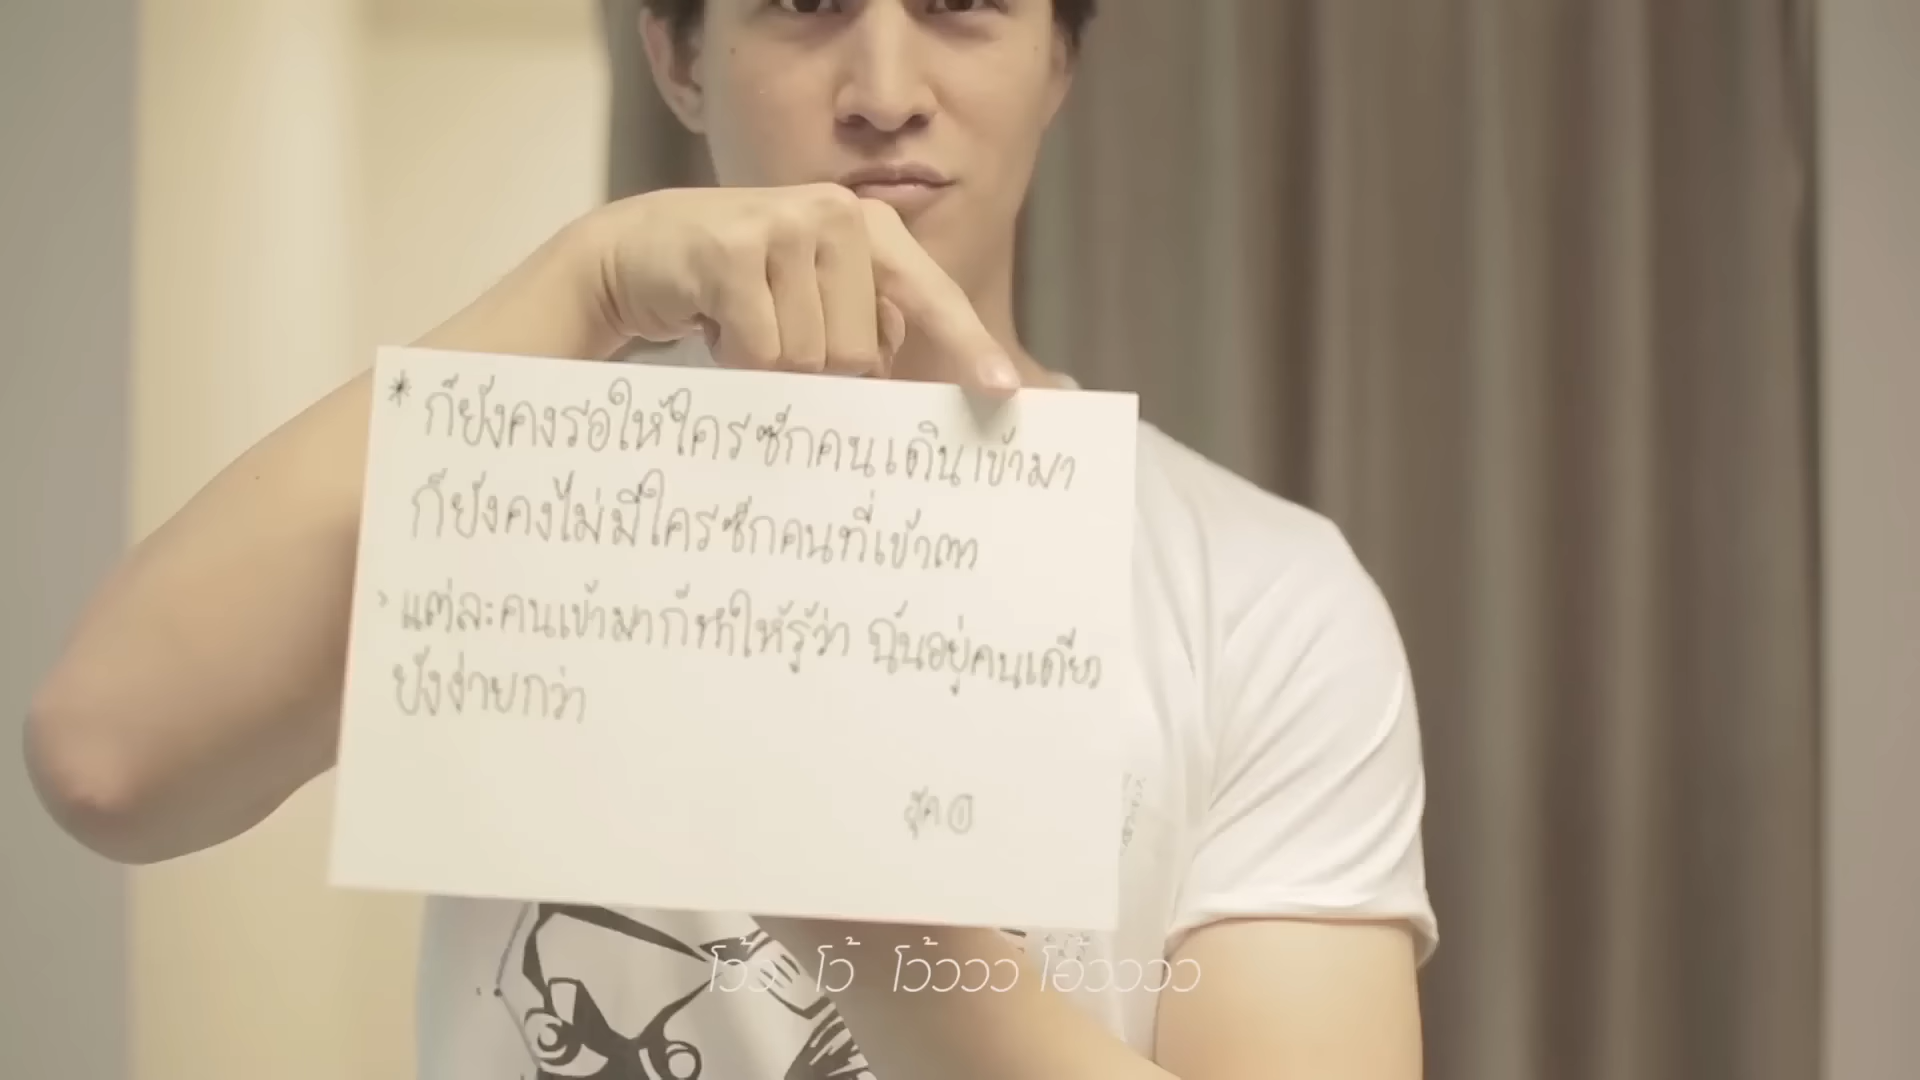 * ก็ยังคงรอให้ใครซักคนเดินเข้ามา
ก็ยังคงไม่มีใครซักคนที่เข้าตา
แต่ละคนเข้ามาก็ทำให้รู้ว่า ฉันอยู่คนเดียว
ยังง่ายกว่า
โว้ว โว้ โว้ววว โอ้วววว